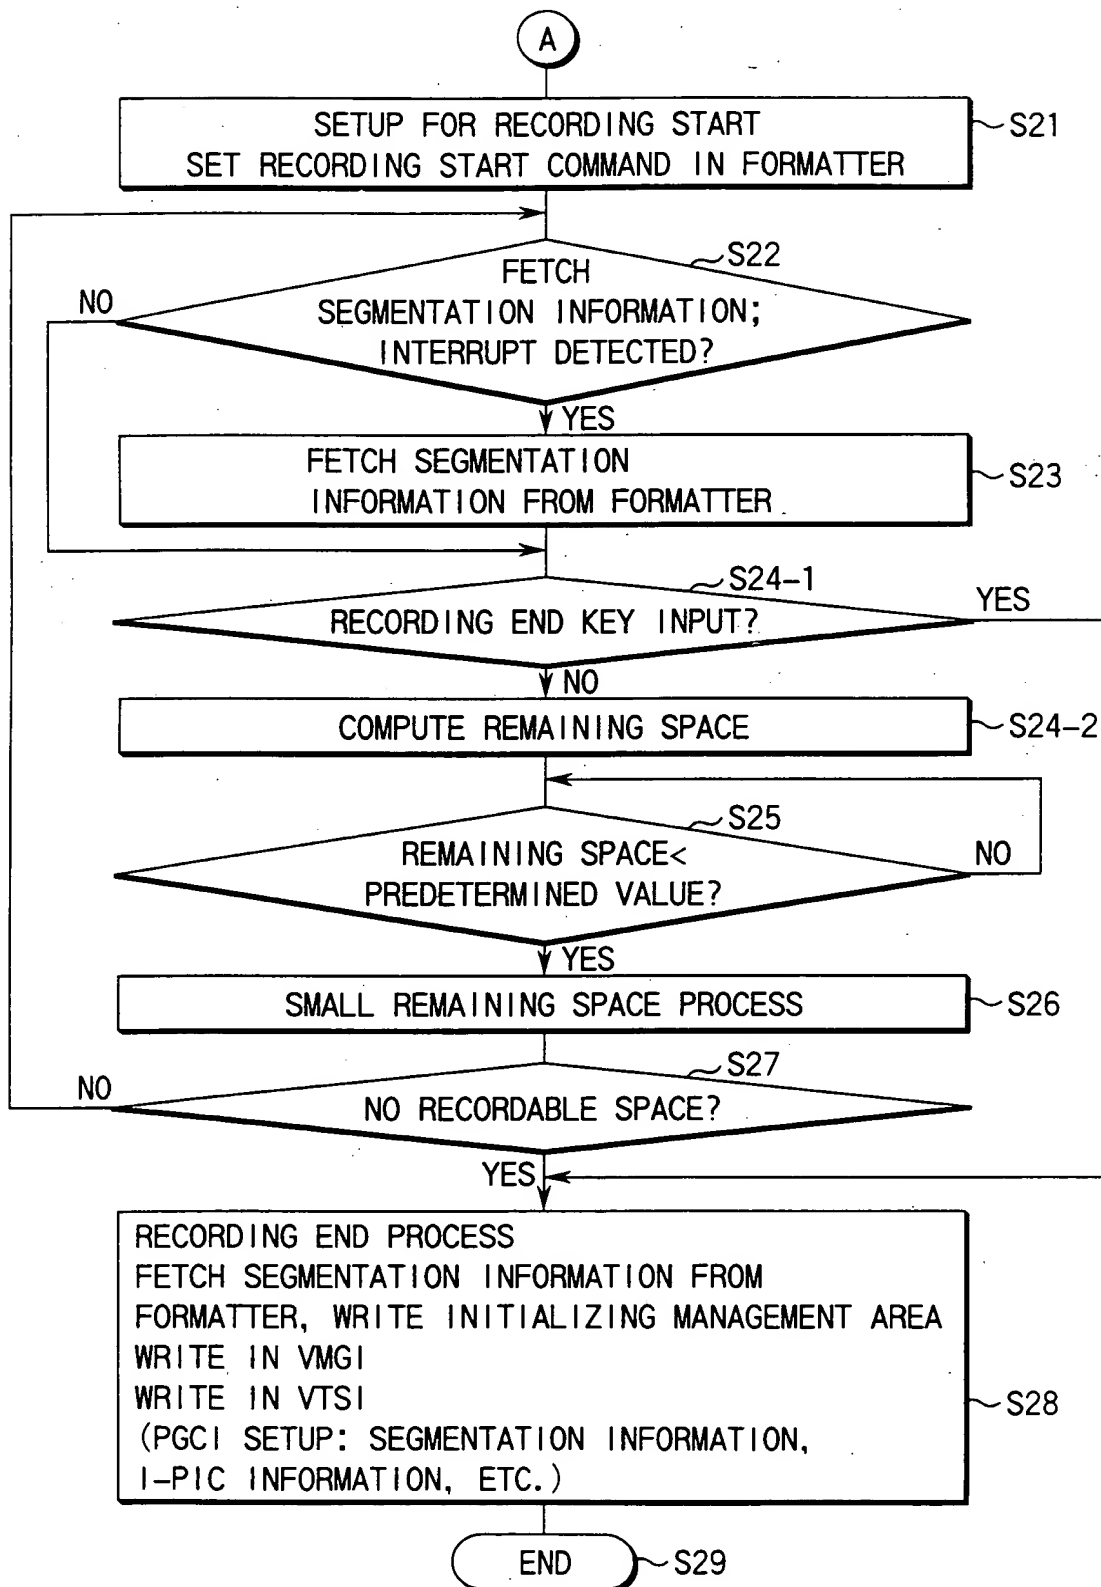 A
SETUP FOR RECORDING START
SET RECORDING START COMMAND IN FORMATTER
S21
S22
FETCH
SEGMENTATION INFORMATION;
INTERRUPT DETECTED?
NO
YES
FETCH SEGMENTATION
INFORMATION FROM FORMATTER
S23
S24-1
RECORDING END KEY INPUT?
YES
NO
COMPUTE REMAINING SPACE
S24-2
S25
REMAINING SPACE<
PREDETERMINED VALUE?
NO
YES
SMALL REMAINING SPACE PROCESS
S26
S27
NO RECORDABLE SPACE?
NO
YES
RECORDING END PROCESS
FETCH SEGMENTATION INFORMATION FROM
FORMATTER, WRITE INITIALIZING MANAGEMENT AREA
WRITE IN VMGI
WRITE IN VTSI
(PGCI SETUP: SEGMENTATION INFORMATION,
I-PIC INFORMATION, ETC.)
S28
END
S29